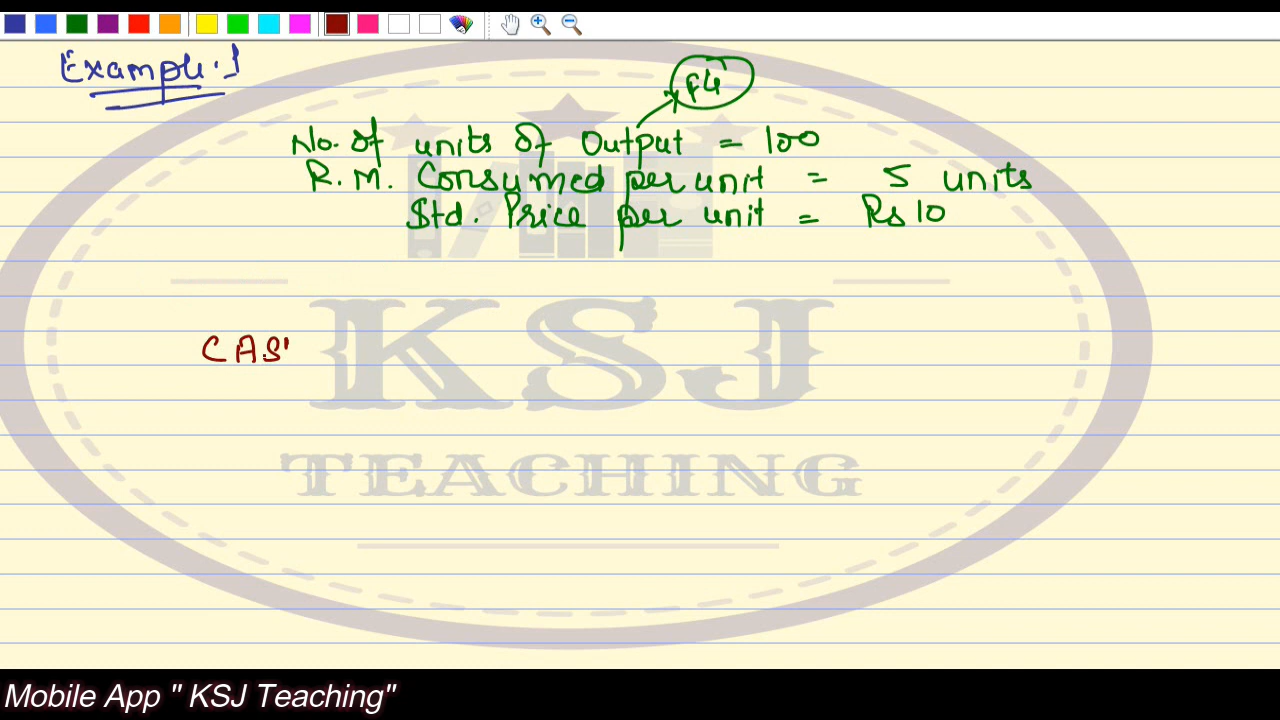 Example.1
FG
No. of units of Output = 100
R.M. Consumed per unit = 5 units
Std. Price per unit = Rs 10
KSJ
CAS
TEACHING
Mobile App " KSJ Teaching"